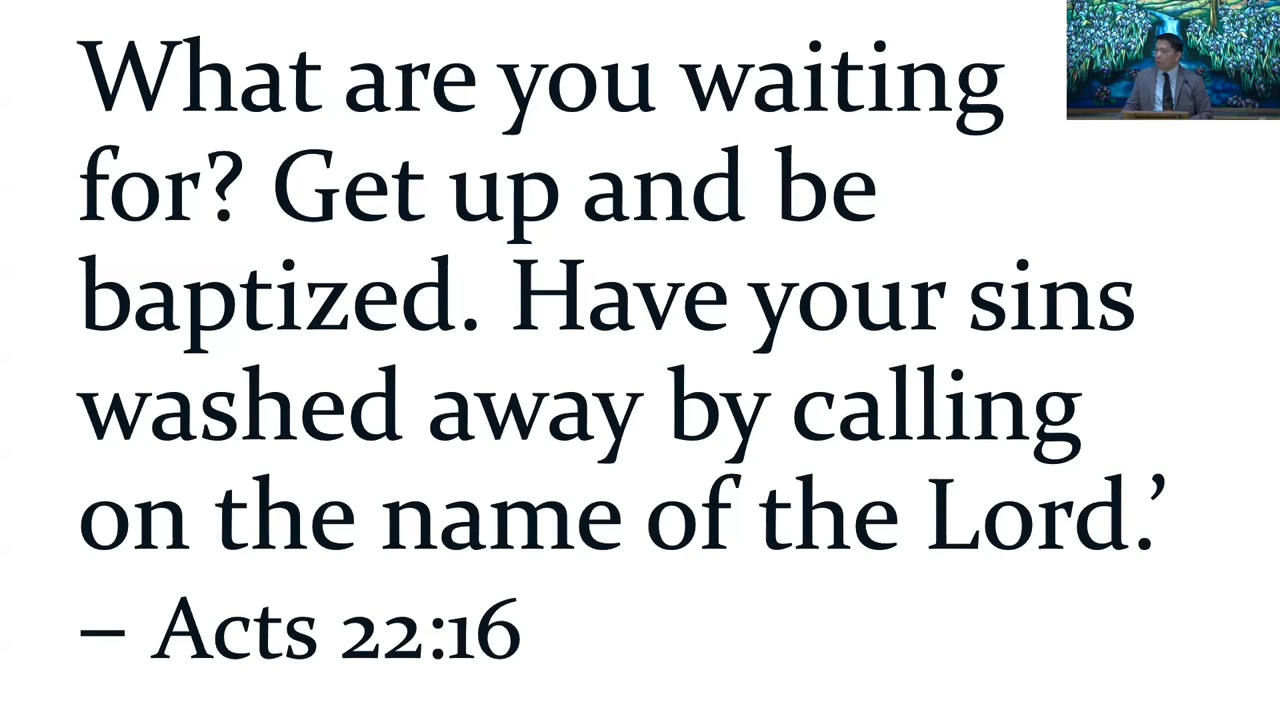 What are you waiting
for? Get up and be
baptized. Have your sins
washed away by calling
on the name of the Lord.’
– Acts 22:16